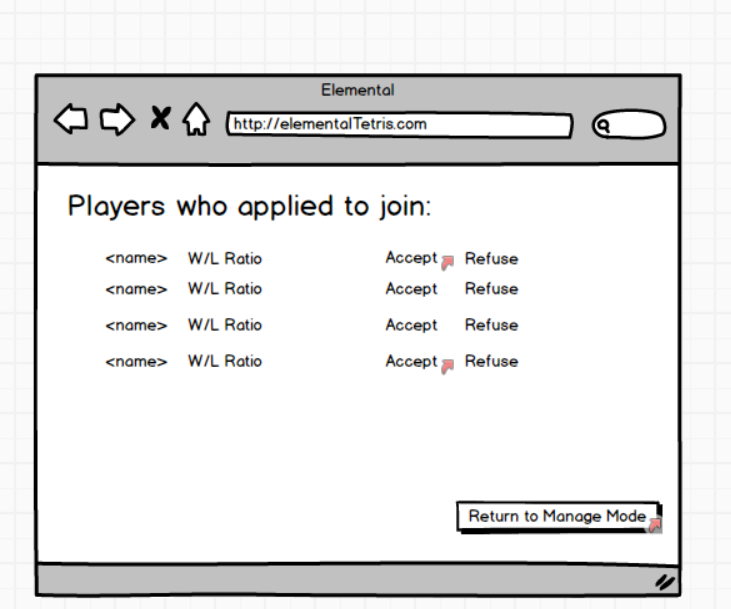 Elemental
http://elementalTetris.com
Players who applied to join:
<name> W/L Ratio Accept Refuse
<name> W/L Ratio Accept Refuse
<name> W/L Ratio Accept Refuse
<name> W/L Ratio Accept Refuse
Return to Manage Mode